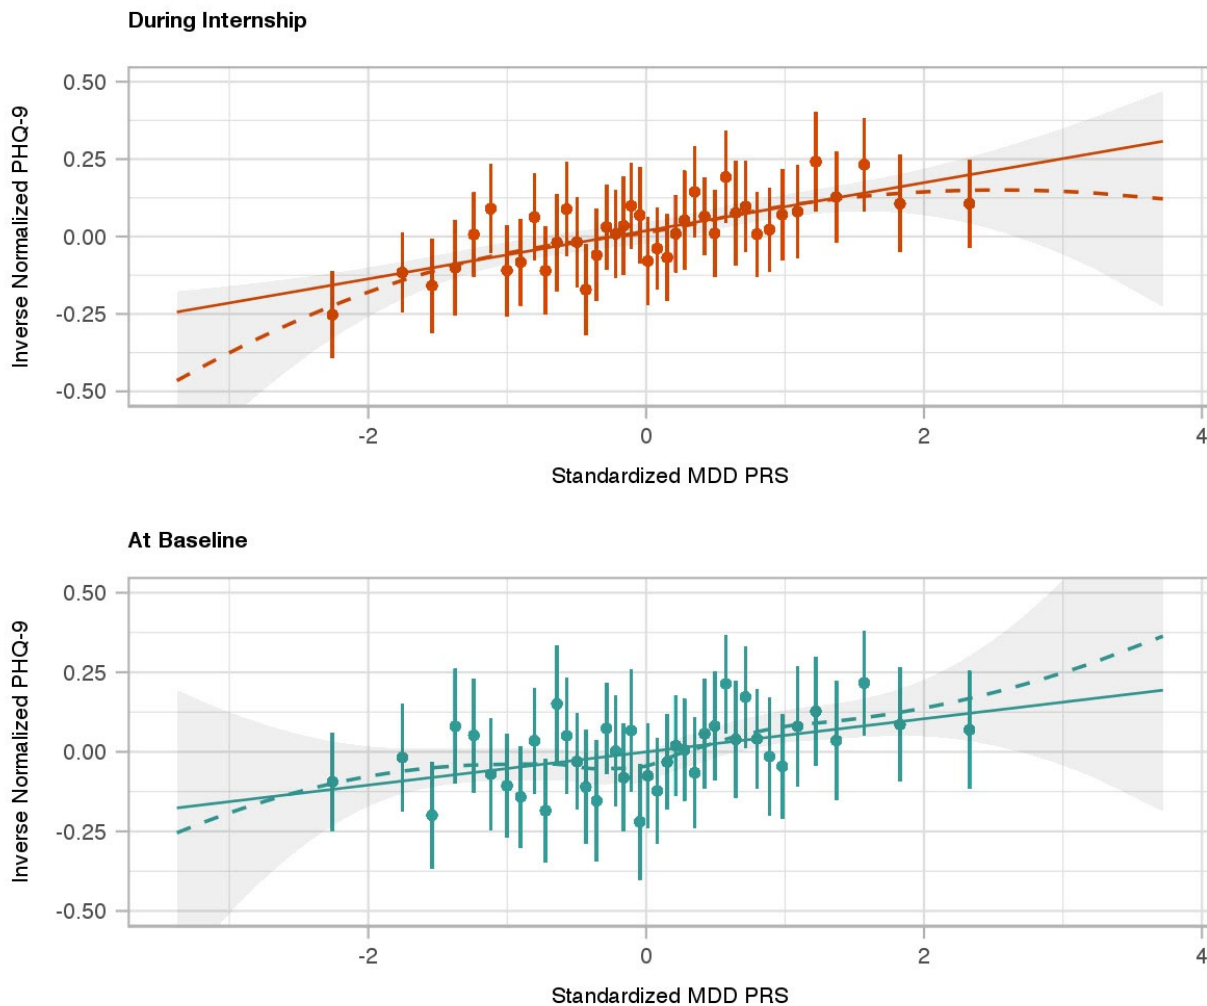 During Internship
Inverse Normalized PHQ-9
0.50
0.25
0.00
-0.25
-0.50
-2 0 2 4
Standardized MDD PRS
At Baseline
Inverse Normalized PHQ-9
0.50
0.25
0.00
-0.25
-0.50
-2 0 2 4
Standardized MDD PRS